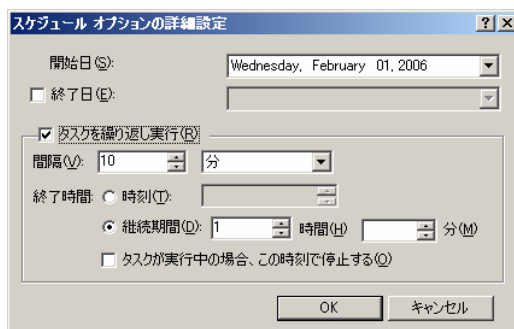 スケジュール オプションの詳細設定
開始日(S): Wednesday, February 01, 2006
終了日(E):
タスクを繰り返し実行(R)
間隔(V): 10 分
終了時間: 時刻(T):
継続期間(D): 1 時間(H) 分(M)
タスクが実行中の場合、この時刻で停止する(O)
OK キャンセル